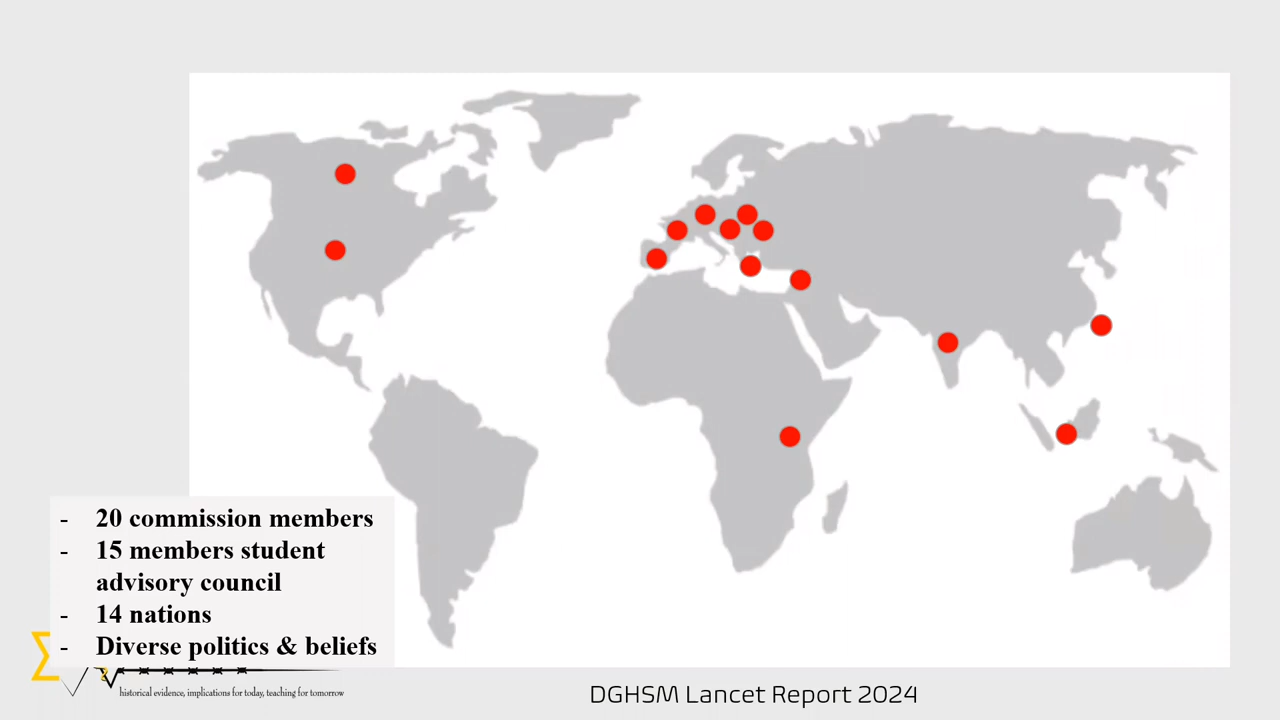 - 20 commission members
- 15 members student
advisory council
- 14 nations
- Diverse politics & beliefs
historical evidence, implications for today, teaching for tomorrow
DGHSM Lancet Report 2024